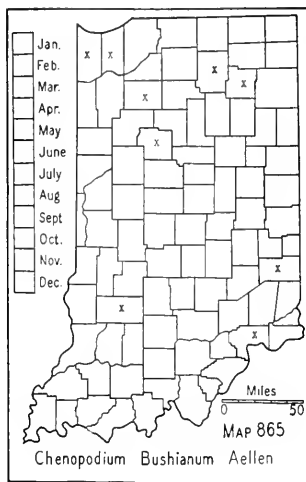 Jan.
Feb.
Mar.
Apr.
May
June
July
Aug
Sept
Oct.
Nov.
Dec.
x x
x
x
x
x
x
x
x
Miles
0 50
MAP 865
Chenopodium Bushianum Aellen